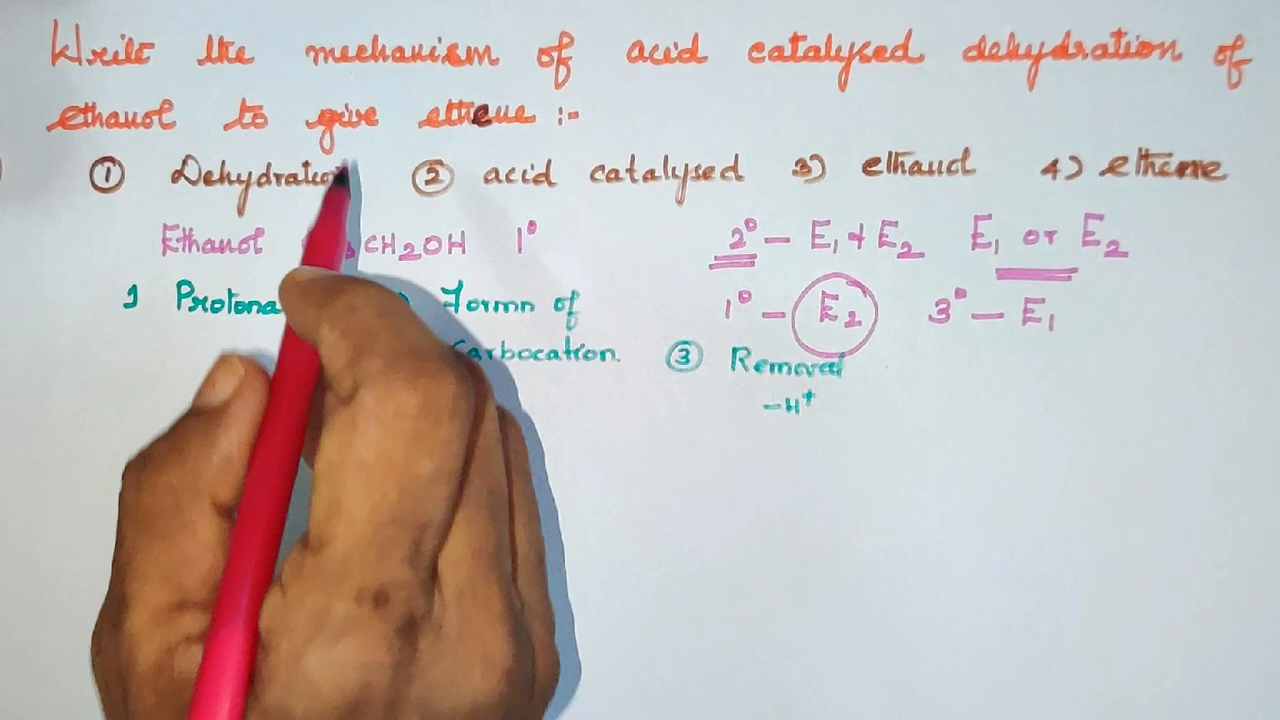 Write the mechanism of acid catalysed dehydration of
ethanol to give ethene :-
① Dehydration ② acid catalysed 3) ethanol 4) ethene
Ethanol CH2OH 1° 2° - E1 & E2 E1 or E2
1 Protona Formn of 1° - E2 3° - E1
Carbocation. ③ Removal
-H⁺